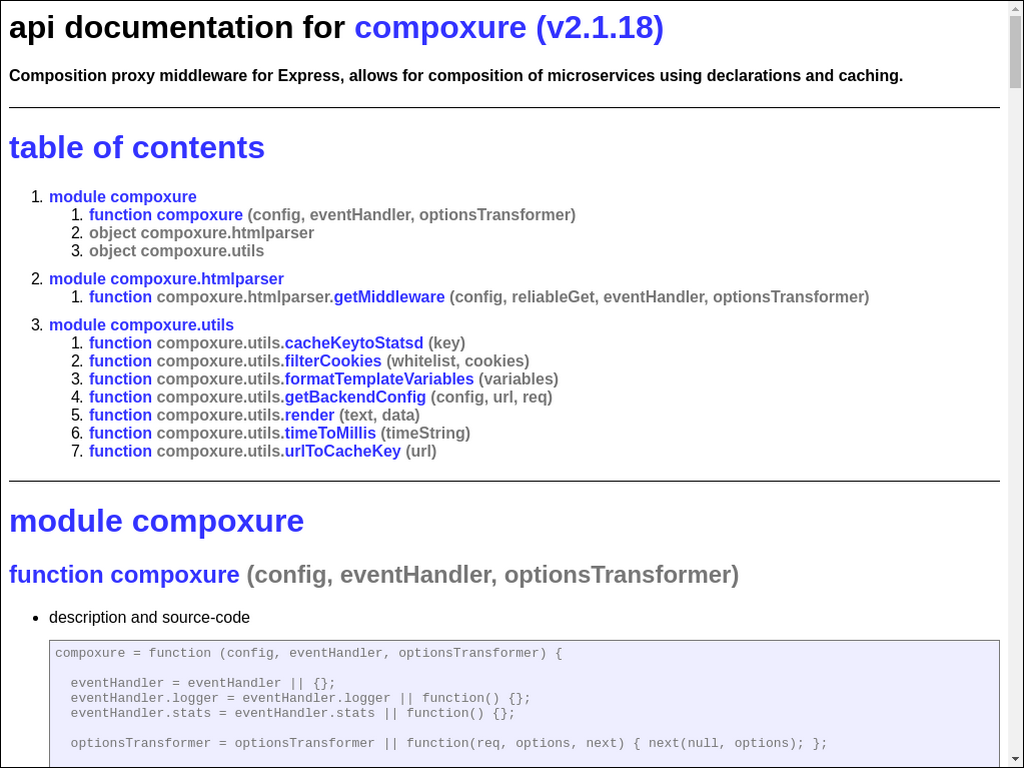 api documentation for compoxure (v2.1.18)
Composition proxy middleware for Express, allows for composition of microservices using declarations and caching.
table of contents
1. module compoxure
1. function compoxure (config, eventHandler, optionsTransformer)
2. object compoxure.htmlparser
3. object compoxure.utils
2. module compoxure.htmlparser
1. function compoxure.htmlparser.getMiddleware (config, reliableGet, eventHandler, optionsTransformer)
3. module compoxure.utils
1. function compoxure.utils.cacheKeytoStatsd (key)
2. function compoxure.utils.filterCookies (whitelist, cookies)
3. function compoxure.utils.formatTemplateVariables (variables)
4. function compoxure.utils.getBackendConfig (config, url, req)
5. function compoxure.utils.render (text, data)
6. function compoxure.utils.timeToMillis (timeString)
7. function compoxure.utils.urlToCacheKey (url)
module compoxure
function compoxure (config, eventHandler, optionsTransformer)
• description and source-code
compoxure = function (config, eventHandler, optionsTransformer) {
eventHandler = eventHandler || {};
eventHandler.logger = eventHandler.logger || function() {};
eventHandler.stats = eventHandler.stats || function() {};
optionsTransformer = optionsTransformer || function(req, options, next) { next(null, options); };